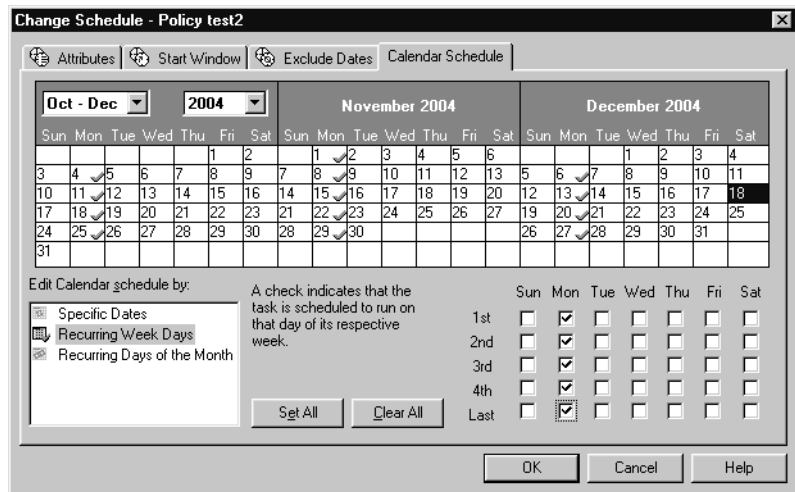 Change Schedule - Policy test2
Attributes Start Window Exclude Dates Calendar Schedule
Oct - Dec 2004 November 2004 December 2004
Sun Mon Tue Wed Thu Fri Sat Sun Mon Tue Wed Thu Fri Sat Sun Mon Tue Wed Thu Fri Sat
1 2 1 2 3 4 5 6 1 2 3 4
3 4 5 6 7 8 9 7 8 9 10 11 12 13 5 6 7 8 9 10 11
10 11 12 13 14 15 16 14 15 16 17 18 19 20 12 13 14 15 16 17 18
17 18 19 20 21 22 23 21 22 23 24 25 26 27 19 20 21 22 23 24 25
24 25 26 27 28 29 30 28 29 30 26 27 28 29 30 31
31
Edit Calendar schedule by:
Specific Dates
Recurring Week Days
Recurring Days of the Month
A check indicates that the
task is scheduled to run on
that day of its respective
week.
Set All Clear All
Sun Mon Tue Wed Thu Fri Sat
1st
2nd
3rd
4th
Last
OK Cancel Help